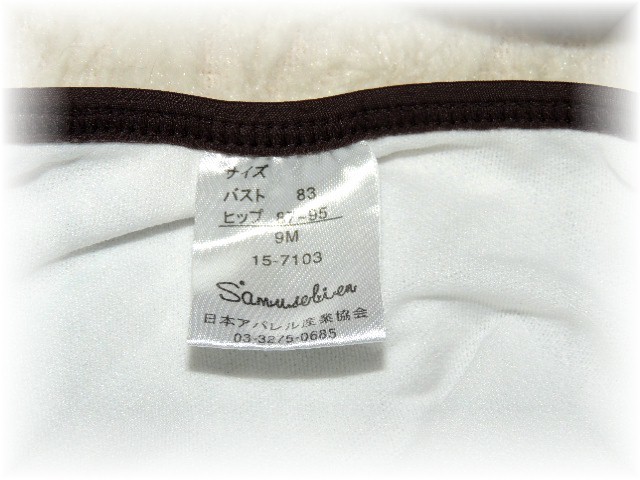 サイズ
バスト 83
ヒップ 87-95
9M
15-7103
Samusebien
日本アパレル産業協会
03-3275-0685